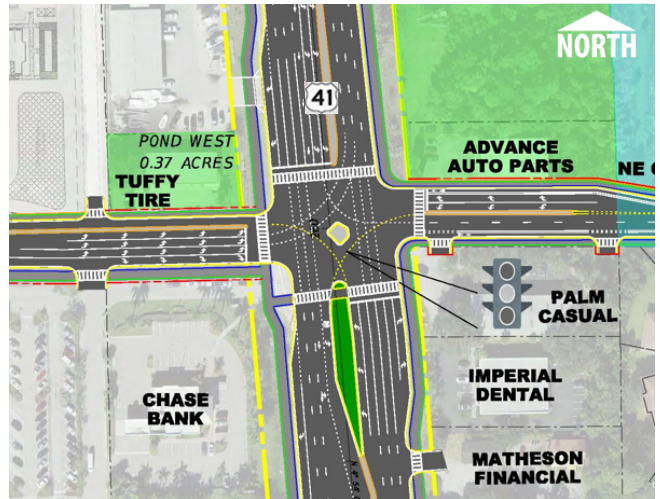 NORTH
41
POND WEST
0.37 ACRES
TUFFY
TIRE
ADVANCE
AUTO PARTS
NE
PALM
CASUAL
IMPERIAL
DENTAL
CHASE
BANK
MATHESON
FINANCIAL